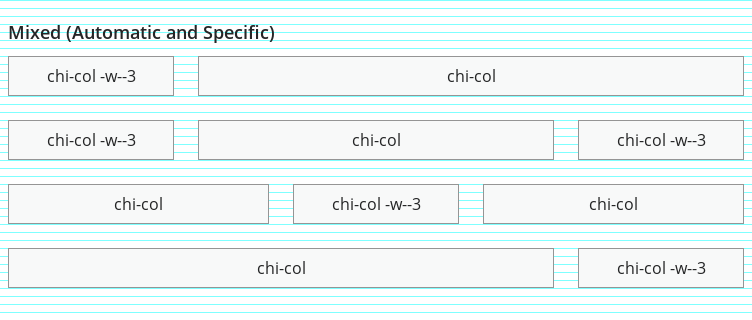 Mixed (Automatic and Specific)
chi-col -w--3 chi-col
chi-col -w--3 chi-col chi-col -w--3
chi-col chi-col -w--3 chi-col
chi-col chi-col -w--3